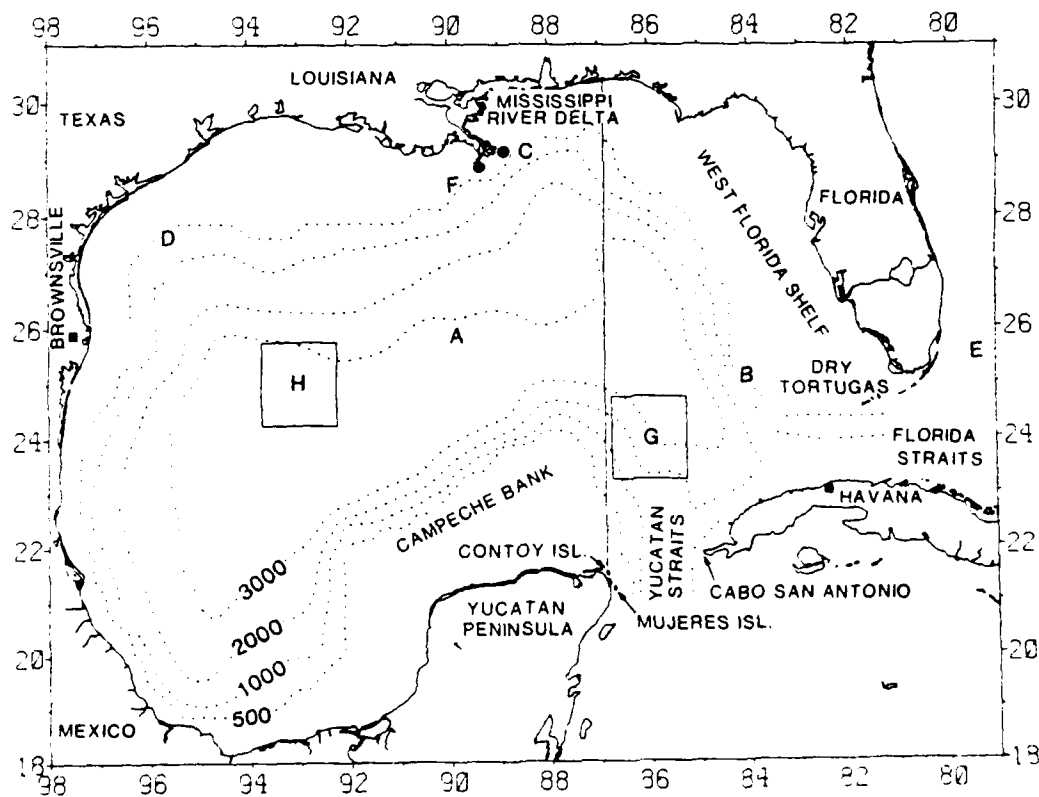 98 96 94 92 90 88 86 84 82 80
LOUISIANA
30
TEXAS
MISSISSIPPI
RIVER DELTA
30
C
F
WEST FLORIDA SHELF
FLORIDA
28
28
D
BROWNSVILLE
26
A
26
E
H
B
DRY
TORTUGAS
24
G
FLORIDA
STRAITS
24
CAMPECHE BANK
HAVANA
22
CONTOY ISL.
YUCATAN
STRAITS
22
3000
CABO SAN ANTONIO
YUCATAN
PENINSULA
MUJERES ISL.
2000
20
20
1000
500
MEXICO
18
18
98 96 94 92 90 88 86 84 82 80